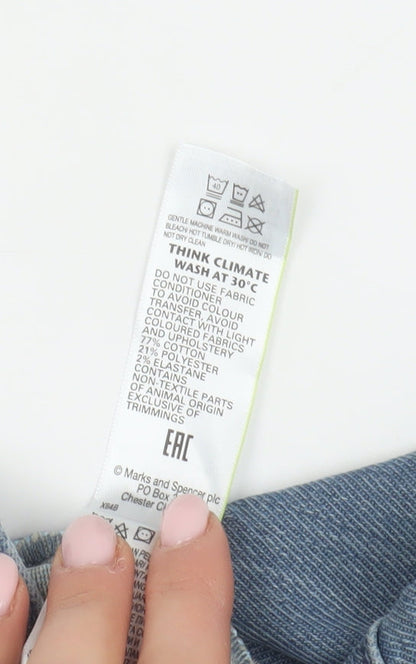 40
GENTLE MACHINE WARM WASH/ DO NOT
BLEACH/ HOT TUMBLE DRY/ HOT IRON/ DO
NOT DRY CLEAN
THINK CLIMATE
WASH AT 30°C
DO NOT USE FABRIC
CONDITIONER
TO AVOID COLOUR
TRANSFER, AVOID
CONTACT WITH LIGHT
COLOURED FABRICS
AND UPHOLSTERY
77% COTTON
21% POLYESTER
2% ELASTANE
CONTAINS
NON-TEXTILE PARTS
OF ANIMAL ORIGIN
EXCLUSIVE OF
TRIMMINGS
EAC
© Marks and Spencer plc
PO Box
Chester
X64B